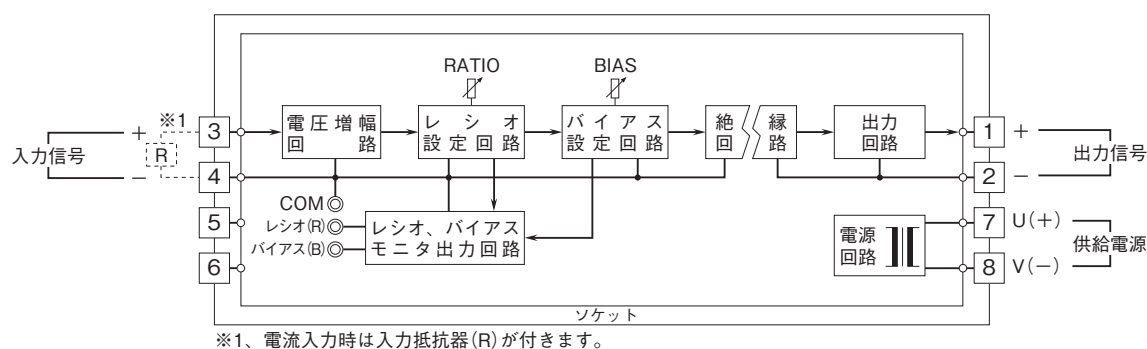 RATIO
BIAS
※1
3
電圧増幅
回 路
レシオ
設定回路
バイアス
設定回路
絶 縁
回 路
出力
回路
1
+
+
入力信号
R
出力信号
−
4
2
−
COM
5
レシオ(R)
レシオ、バイアス
モニタ出力回路
バイアス(B)
6
電源
回路
7
U(+)
供給電源
8
V(−)
ソケット
※1、電流入力時は入力抵抗器(R)が付きます。